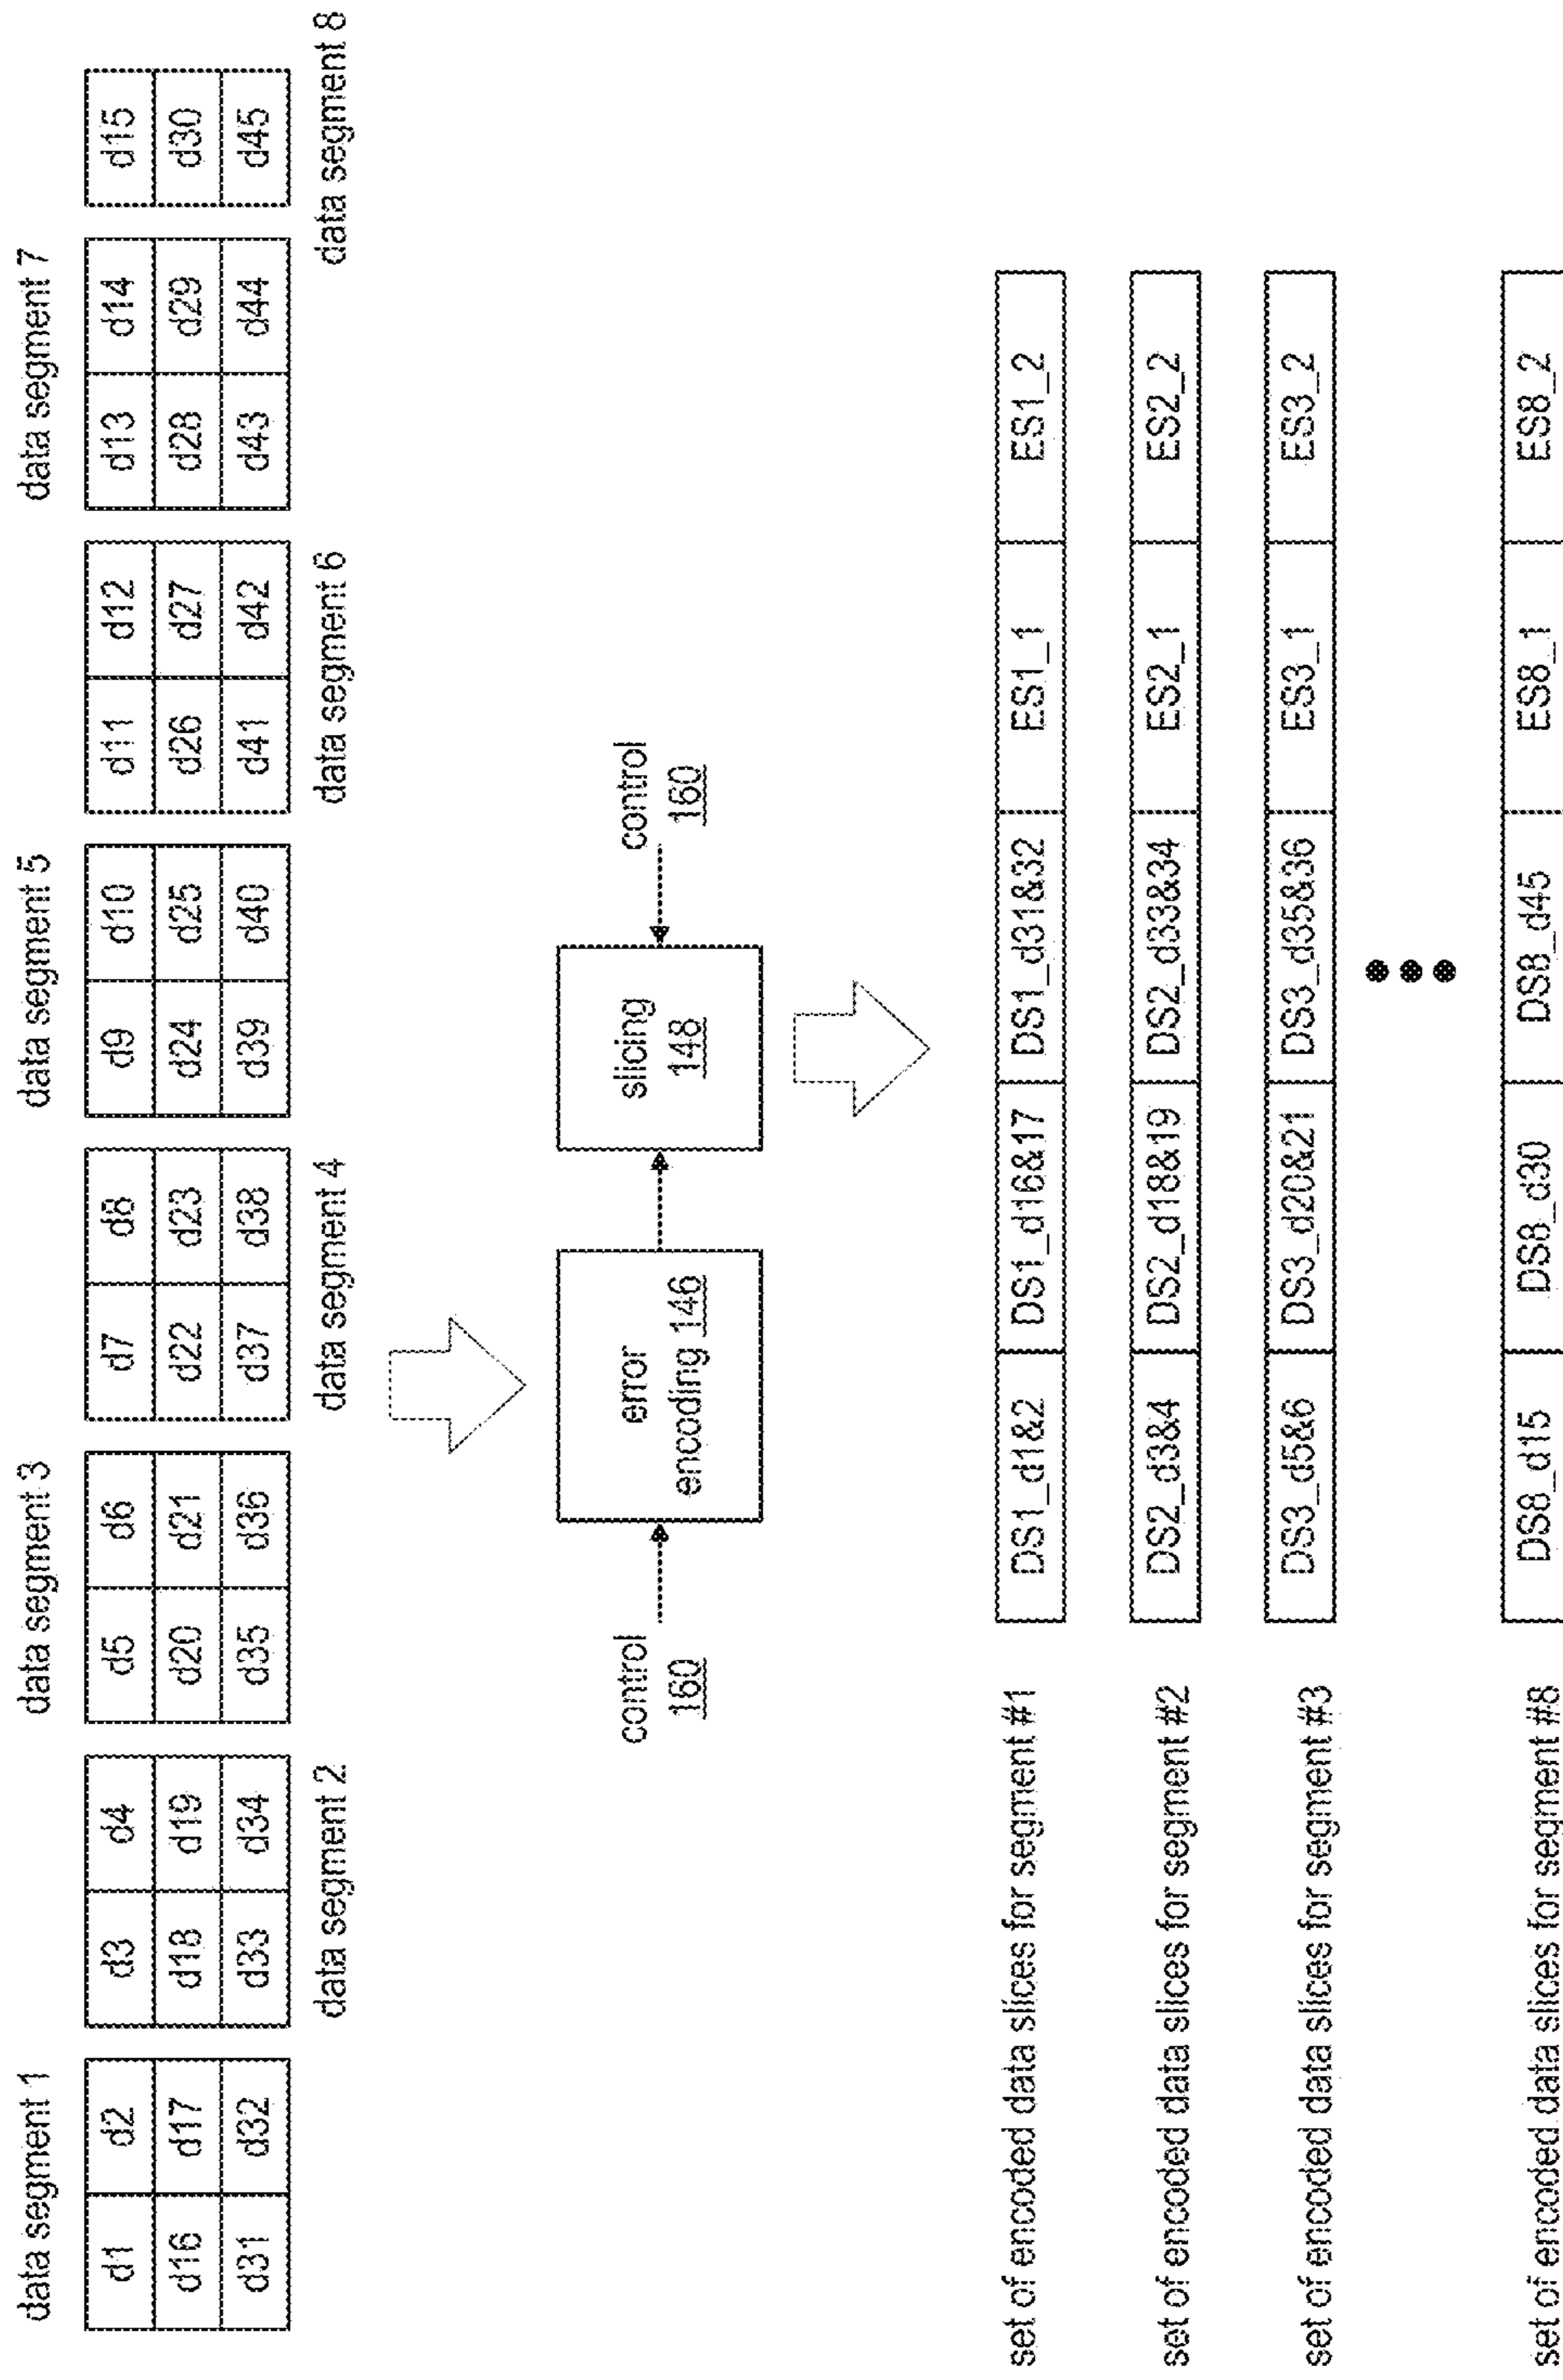 data segment 1
data segment 3
data segment 5
data segment 7
d1 d2 d3 d4 d5 d6 d7 d8 d9 d10 d11 d12 d13 d14 d15
d16 d17 d18 d19 d20 d21 d22 d23 d24 d25 d26 d27 d28 d29 d30
d31 d32 d33 d34 d35 d36 d37 d38 d39 d40 d41 d42 d43 d44 d45
data segment 2
data segment 4
data segment 6
data segment 8
control
160
error
encoding 146
slicing
148
control
160
set of encoded data slices for segment #1 DS1_d1&2 DS1_d16&17 DS1_d31&32 ES1_1 ES1_2
set of encoded data slices for segment #2 DS2_d3&4 DS2_d18&19 DS2_d33&34 ES2_1 ES2_2
set of encoded data slices for segment #3 DS3_d5&6 DS3_d20&21 DS3_d35&36 ES3_1 ES3_2
set of encoded data slices for segment #8 DS8_d15 DS8_d30 DS8_d45 ES8_1 ES8_2